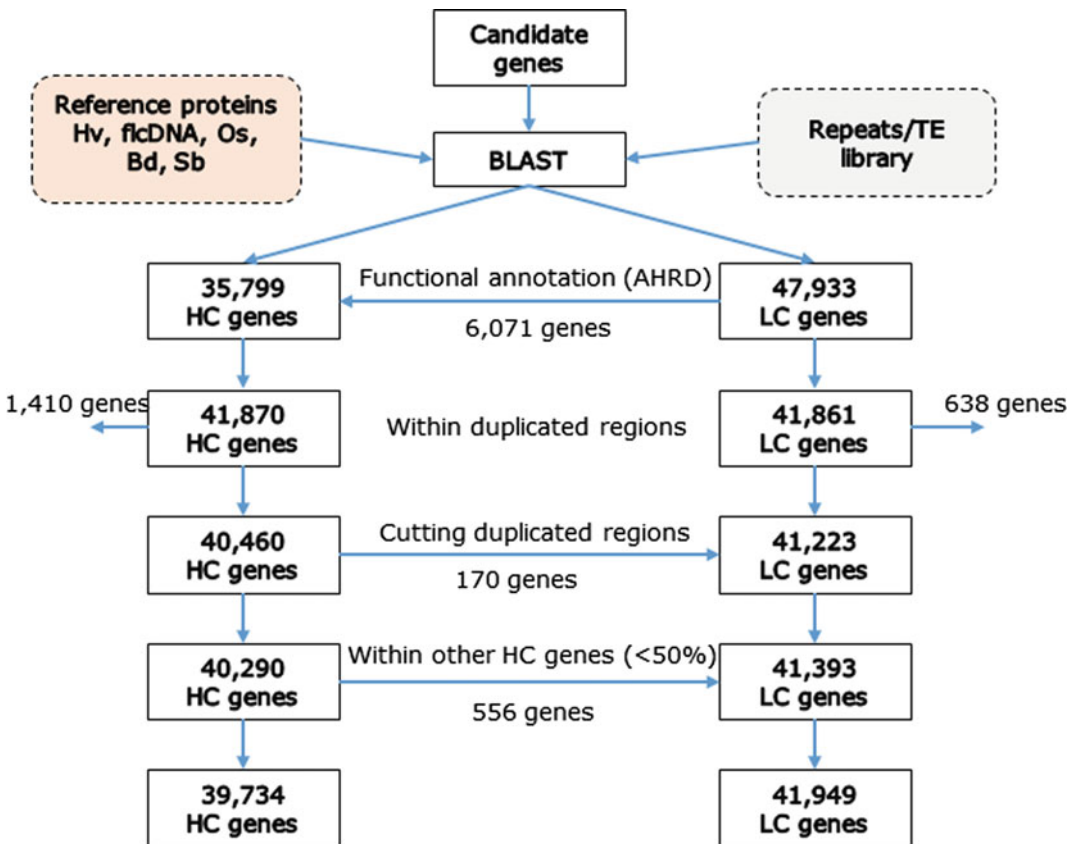 Candidate
genes
Reference proteins
Hv, flcDNA, Os,
Bd, Sb
BLAST
Repeats/TE
library
35,799
HC genes
Functional annotation (AHRD)
6,071 genes
47,933
LC genes
1,410 genes
41,870
HC genes
Within duplicated regions
41,861
LC genes
638 genes
40,460
HC genes
Cutting duplicated regions
170 genes
41,223
LC genes
40,290
HC genes
Within other HC genes (<50%)
556 genes
41,393
LC genes
39,734
HC genes
41,949
LC genes